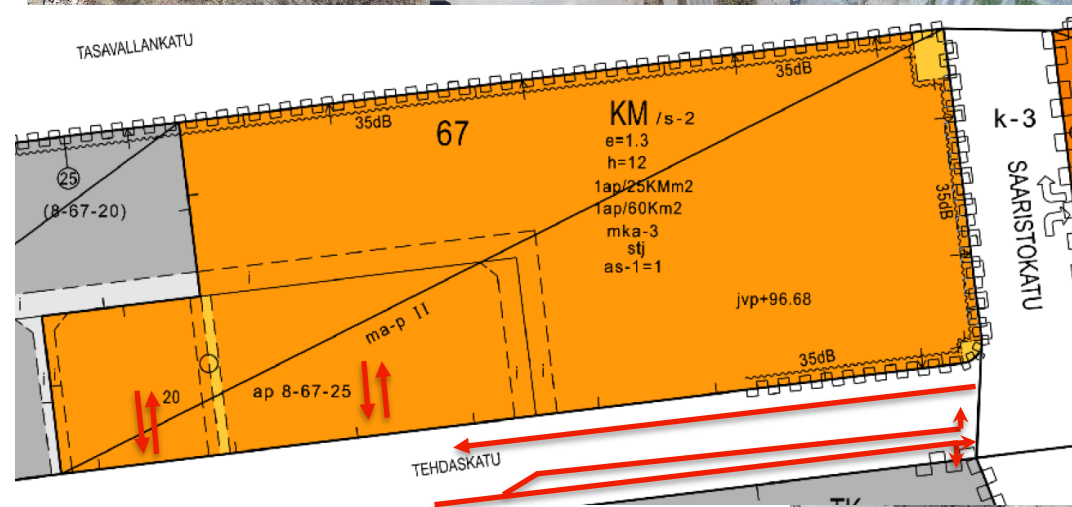 TASAVALLANKATU
35dB
35dB
67
KM /s-2
e=1.3
h=12
1ap/25KMm2
1ap/60Km2
mka-3
stj
as-1=1
k-3
SAARISTOKATU
35dB
25
(8-67-20)
i
i
jvp+96.68
ma-p II
35dB
i
i
i
20
ap 8-67-25
TEHDASKATU
TK